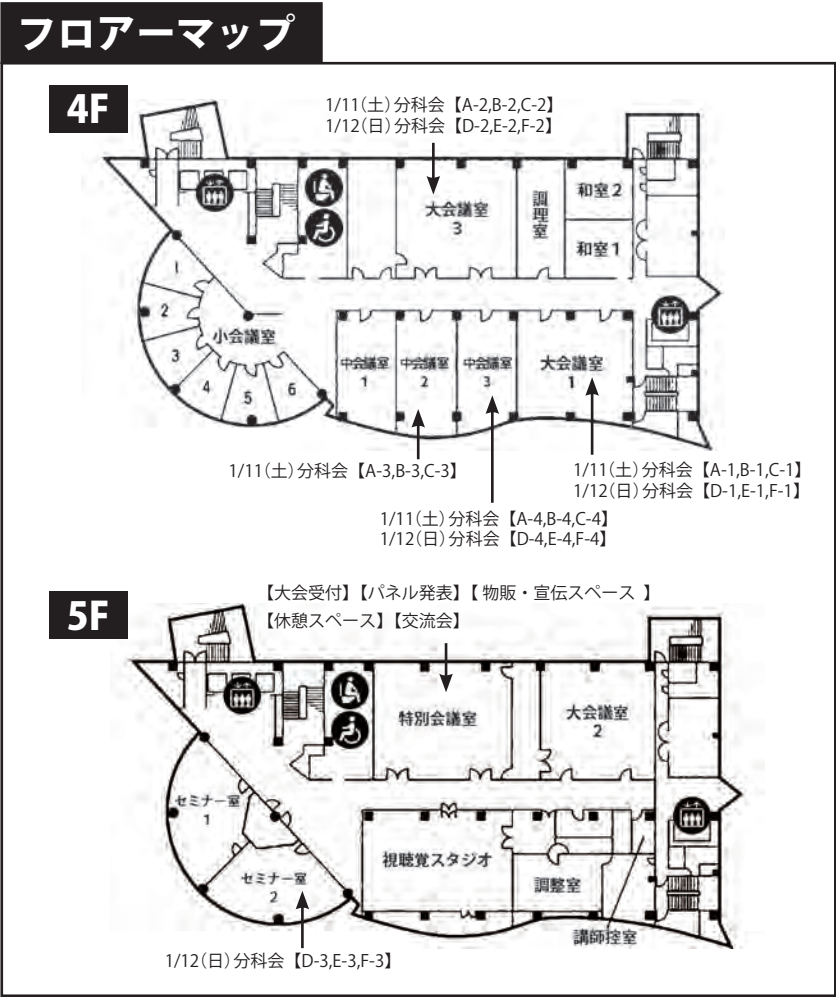 フロアーマップ
4F
1/11(土)分科会【A-2,B-2,C-2】
1/12(日)分科会【D-2,E-2,F-2】
大会議室
3
調理室
和室2
和室1
1
2
3
4
5
6
小会議室
中会議室
1
中会議室
2
中会議室
3
大会議室
1
1/11(土)分科会【A-3,B-3,C-3】
1/11(土)分科会【A-1,B-1,C-1】
1/12(日)分科会【D-1,E-1,F-1】
1/11(土)分科会【A-4,B-4,C-4】
1/12(日)分科会【D-4,E-4,F-4】
5F
【大会受付】【パネル発表】【 物販・宣伝スペース 】
【休憩スペース】【交流会】
特別会議室
大会議室
2
セミナー室
1
セミナー室
2
視聴覚スタジオ
調整室
講師控室
1/12(日)分科会【D-3,E-3,F-3】